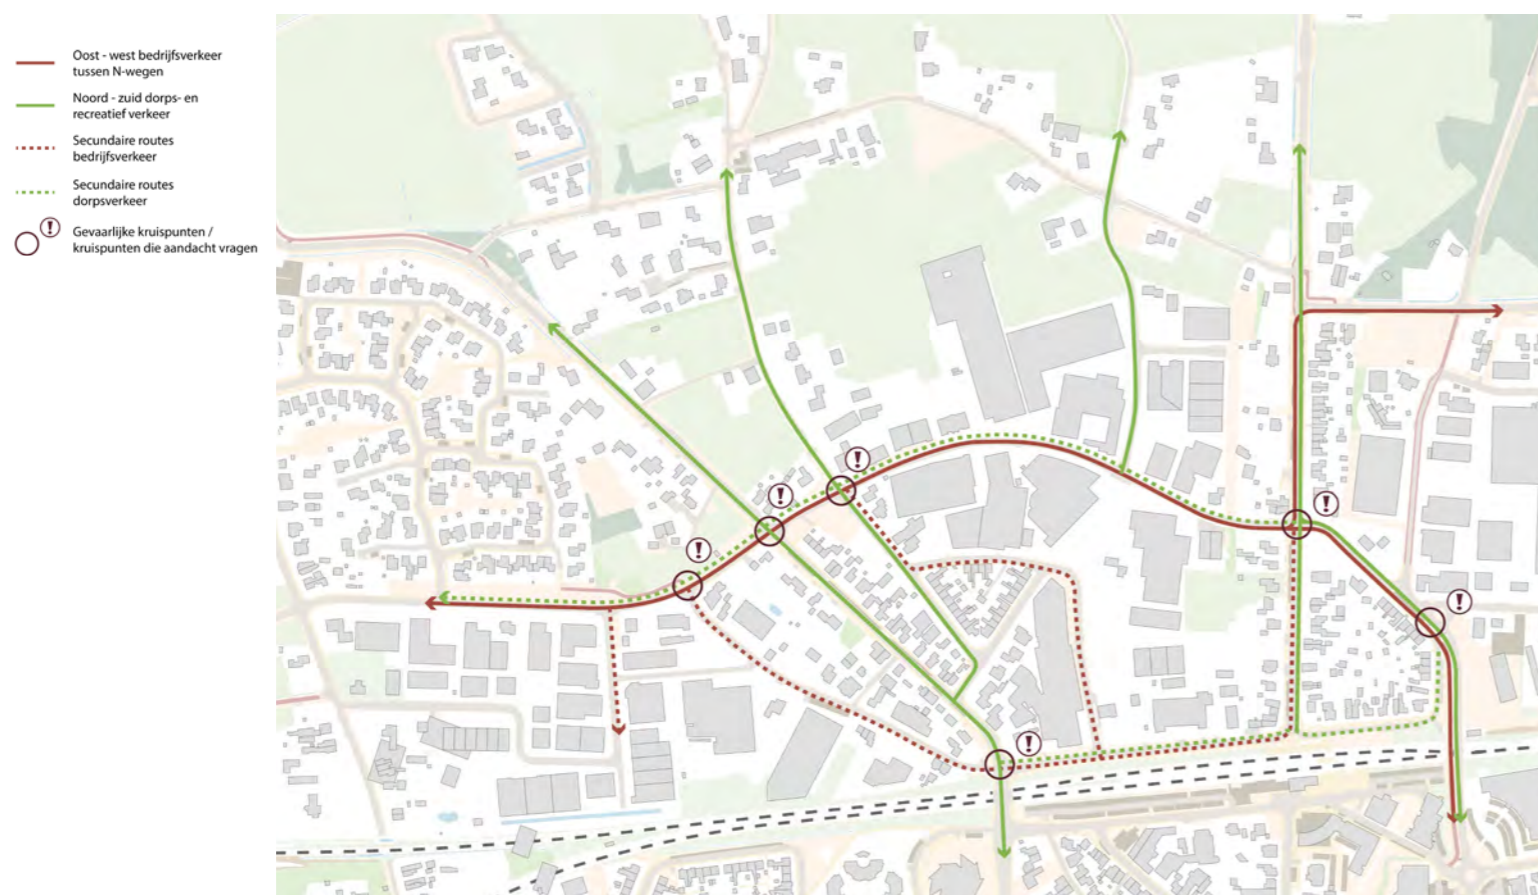 Oost - west bedrijfsverkeer
tussen N-wegen
Noord - zuid dorps- en
recreatief verkeer
Secundaire routes
bedrijfsverkeer
Secundaire routes
dorpsverkeer
!
Gevaarlijke kruispunten /
kruispunten die aandacht vragen
!
!
!
!
!
!